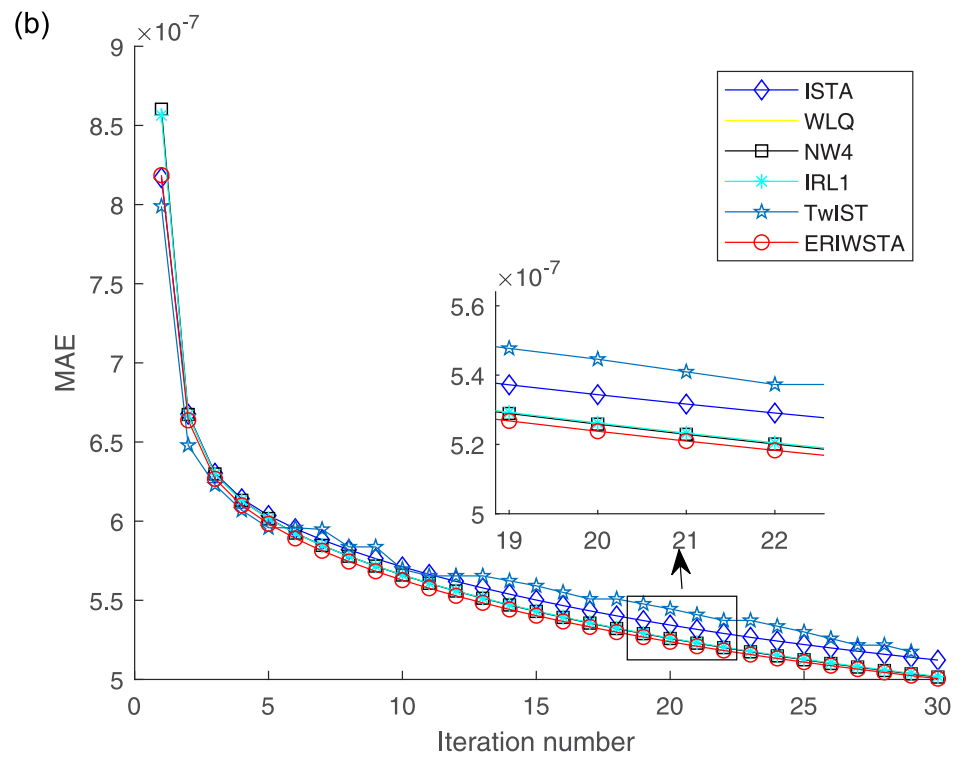 (b)
×10⁻⁷
9
8.5
8
7.5
7
6.5
6
5.5
5
MAE
0 5 10 15 20 25 30
Iteration number
ISTA
WLQ
NW4
IRL1
TwIST
ERIWSTA
×10⁻⁷
5.6
5.4
5.2
5
19 20 21 22